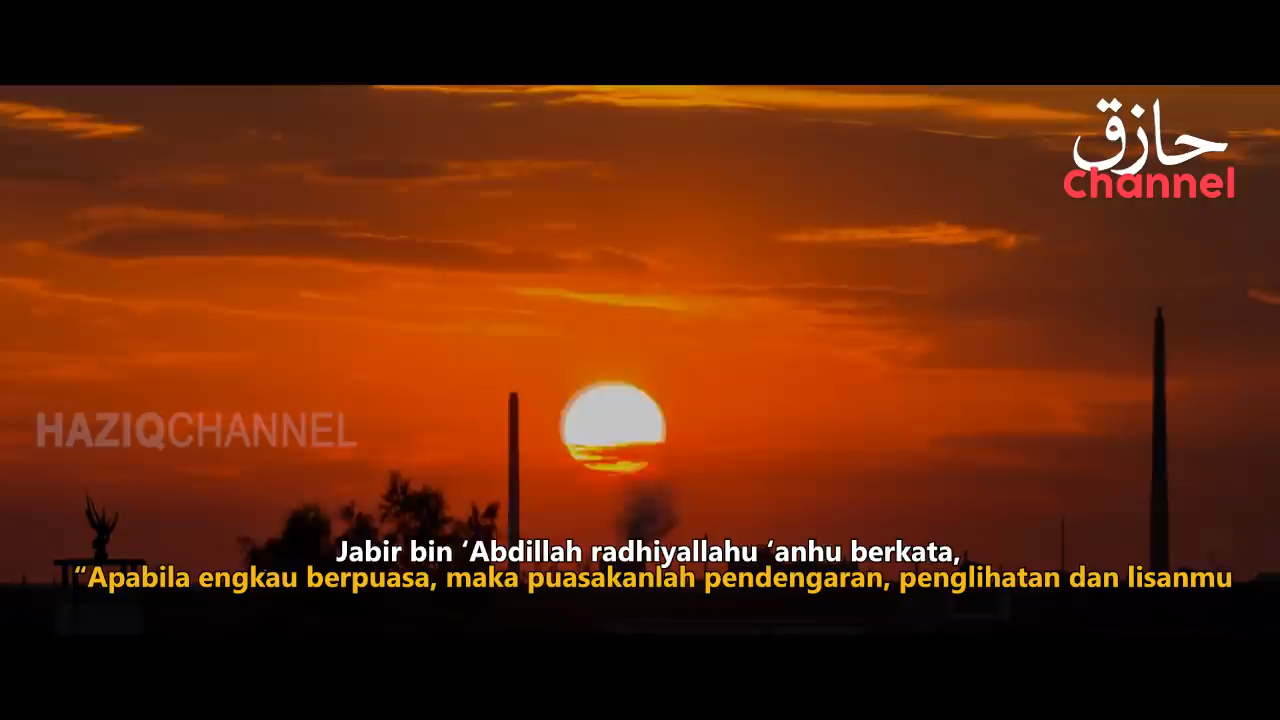 حازق
Channel
HAZIQCHANNEL
Jabir bin ‘Abdillah radhiyallahu ‘anhu berkata,
“Apabila engkau berpuasa, maka puasakanlah pendengaran, penglihatan dan lisanmu